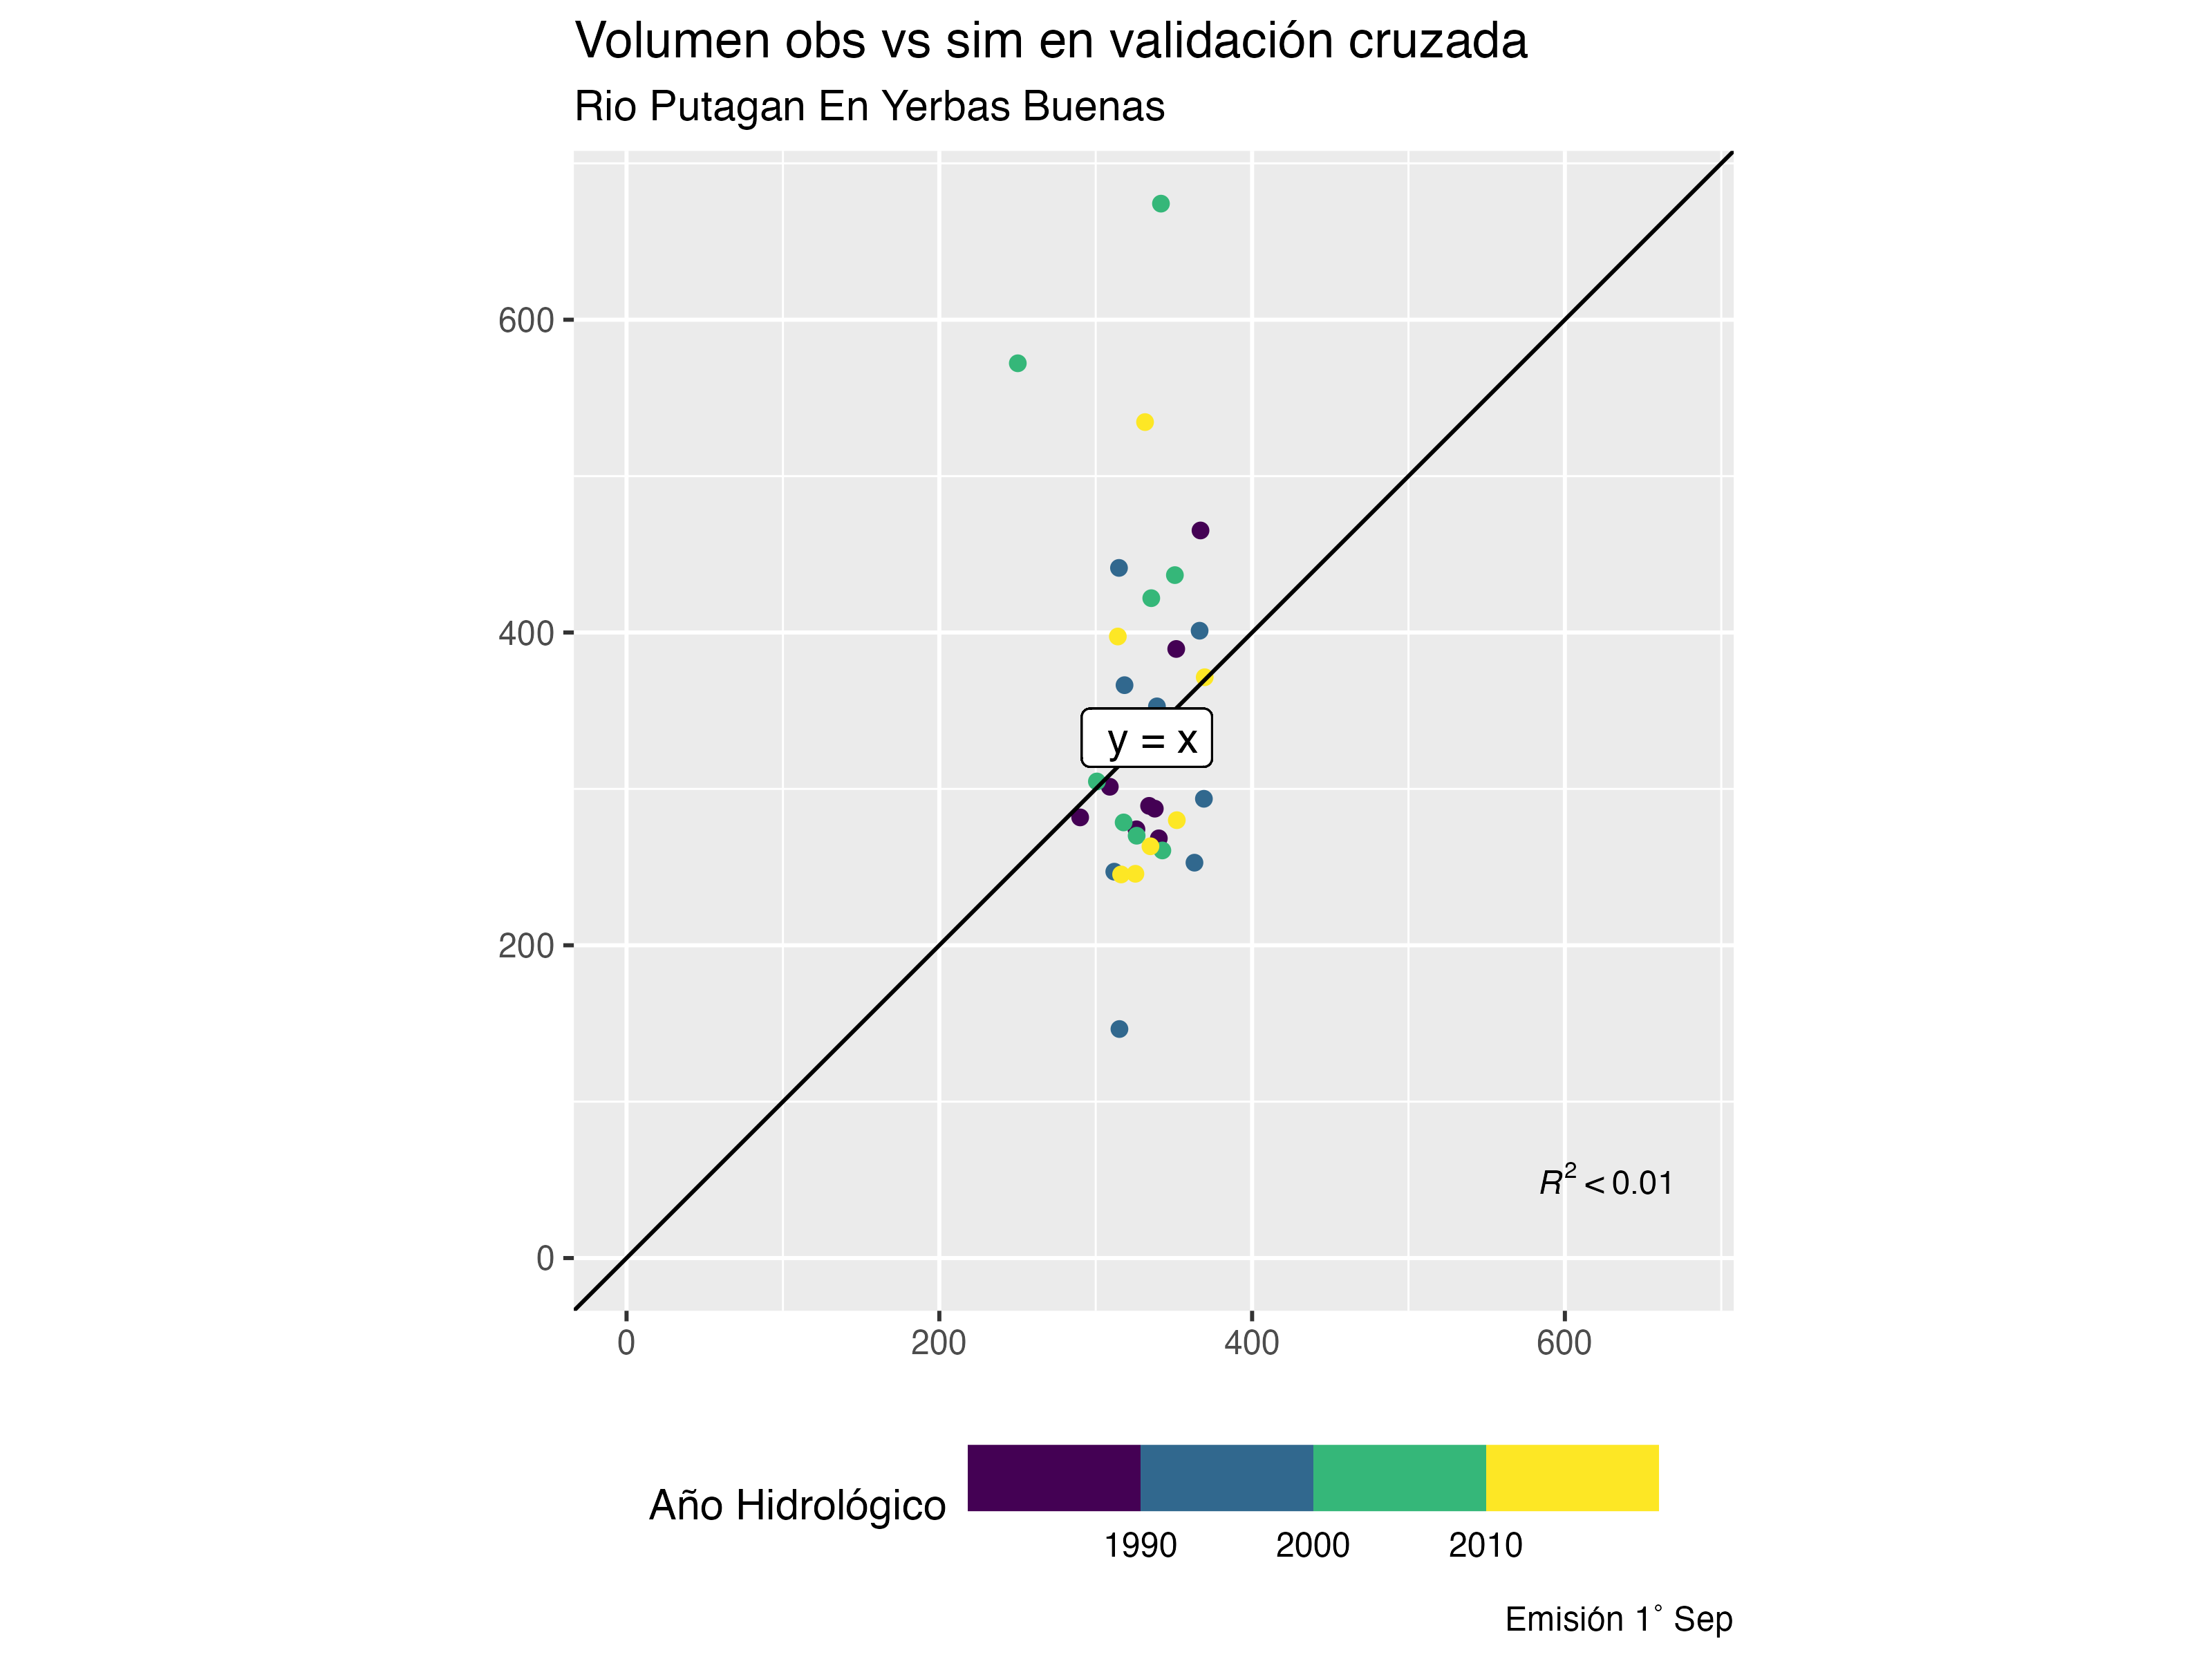 Volumen obs vs sim en validación cruzada
Rio Putagan En Yerbas Buenas
600
400
200
0
y = x
R² < 0.01
0 200 400 600
Año Hidrológico
1990 2000 2010
Emisión 1° Sep